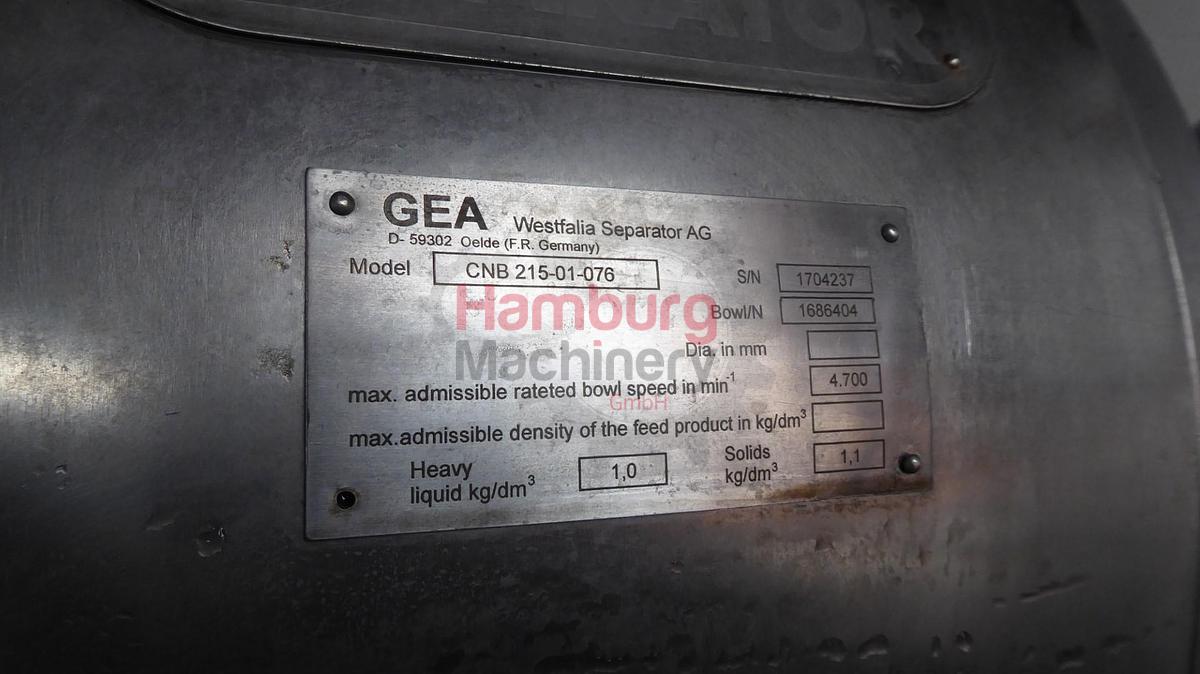 GEA Westfalia Separator AG
D- 59302 Oelde (F.R. Germany)
Model CNB 215-01-076
S/N 1704237
Bowl/N 1686404
Dia. in mm
max. admissible rateted bowl speed in min⁻¹ 4.700
max.admissible density of the feed product in kg/dm³
Heavy liquid kg/dm³ 1,0
Solids kg/dm³ 1,1
Hamburg
Machinery
GmbH